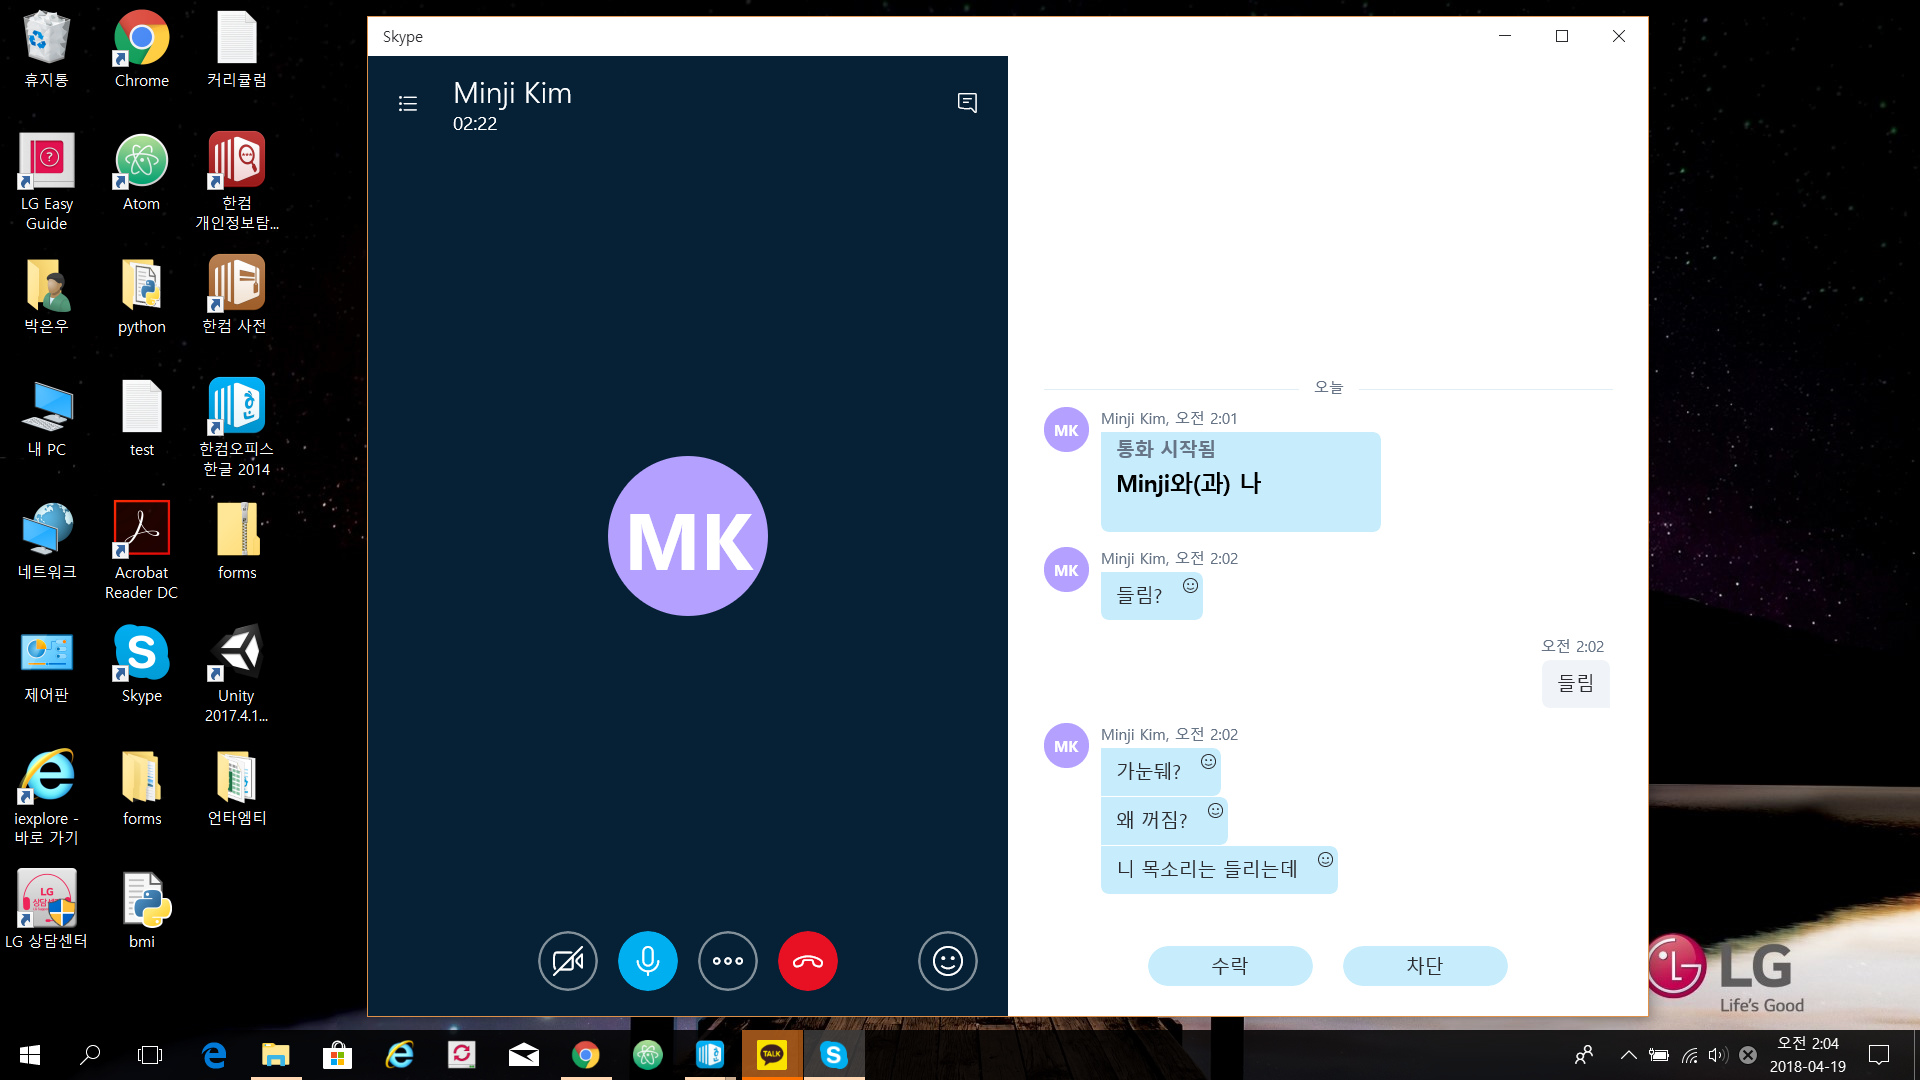 휴지통
Chrome
커리큘럼
LG Easy
Guide
Atom
한컴
개인정보탐...
박은우
python
한컴 사전
내 PC
test
한컴오피스
한글 2014
네트워크
Acrobat
Reader DC
forms
제어판
Skype
Unity
2017.4.1...
iexplore -
바로 가기
forms
언타엠티
LG 상담센터
bmi
Skype
Minji Kim
02:22
MK
오늘
MK
Minji Kim, 오전 2:01
통화 시작됨
Minji와(과) 나
MK
Minji Kim, 오전 2:02
들림?
오전 2:02
들림
MK
Minji Kim, 오전 2:02
가눈뒈?
왜 꺼짐?
니 목소리는 들리는데
수락
차단
LG
Life's Good
TALK
오전 2:04
2018-04-19